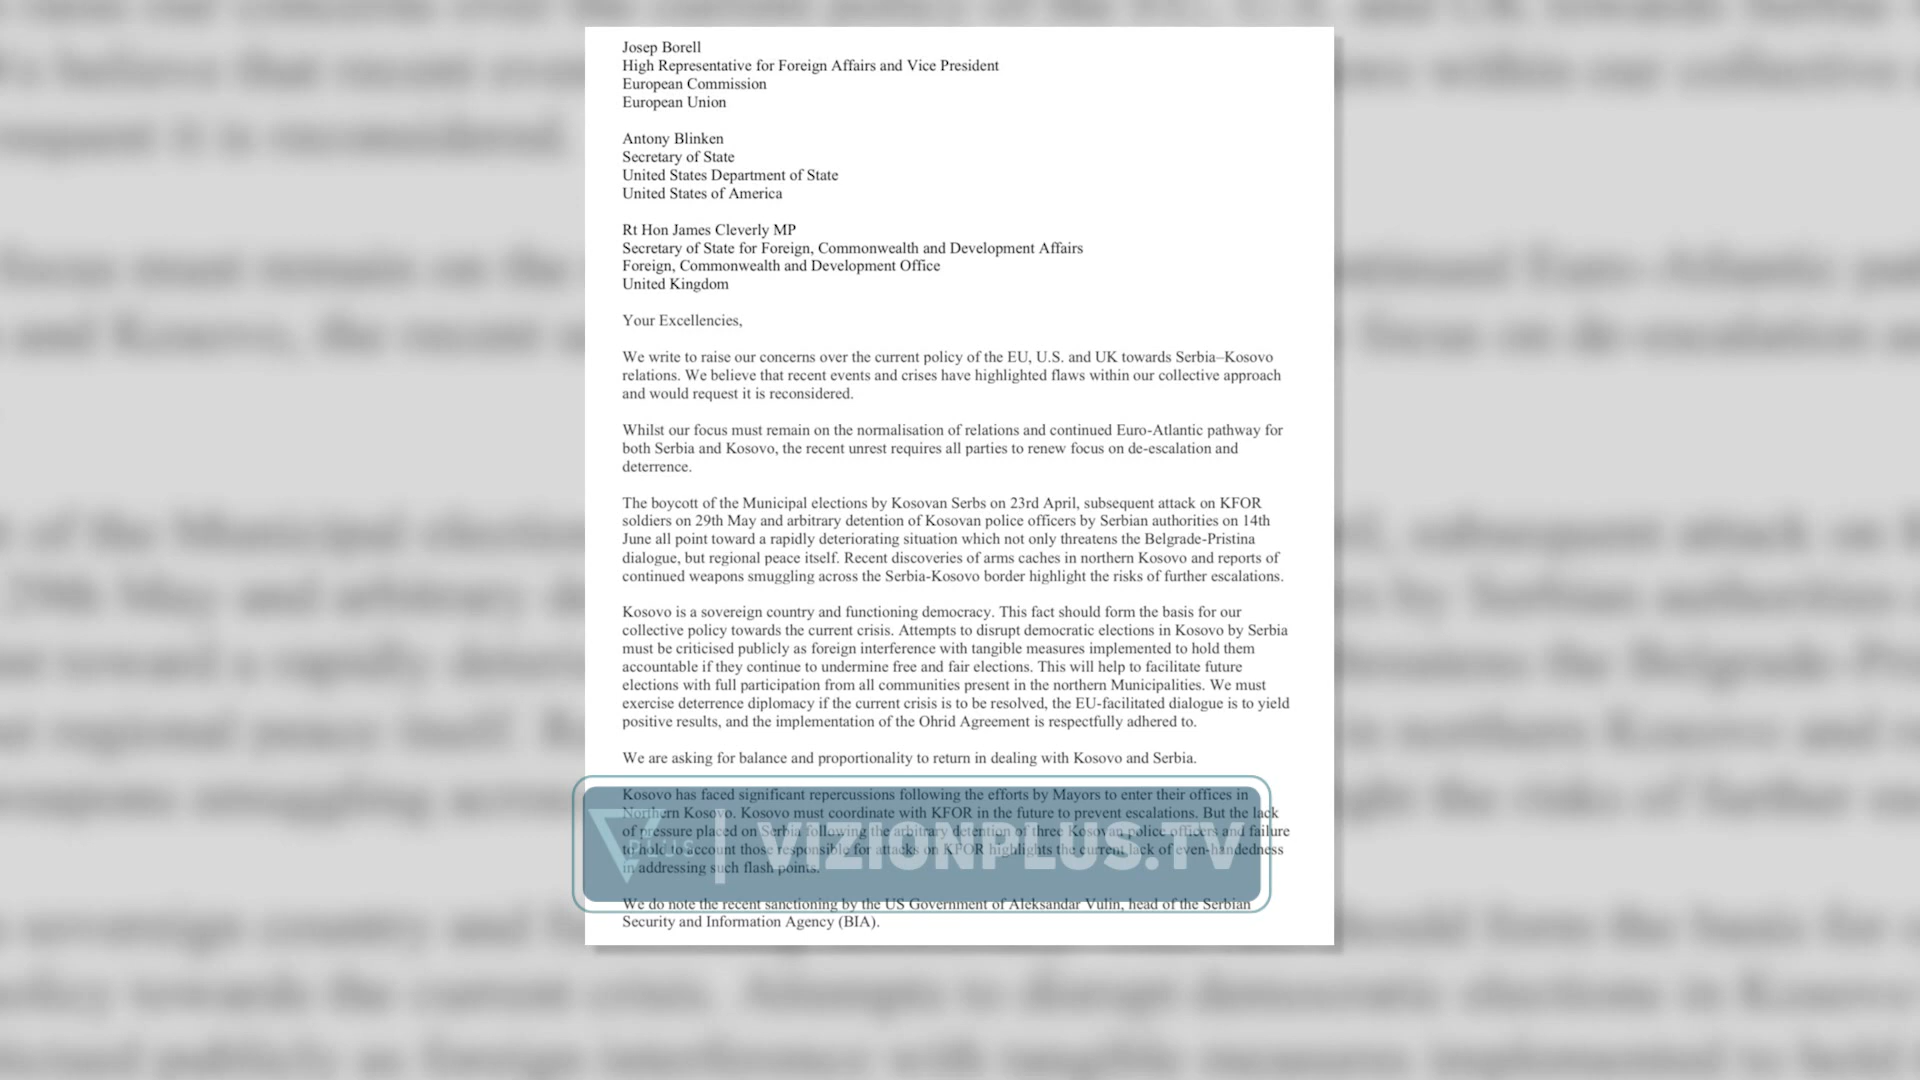 Josep Borell
High Representative for Foreign Affairs and Vice President
European Commission
European Union
Antony Blinken
Secretary of State
United States Department of State
United States of America
Rt Hon James Cleverly MP
Secretary of State for Foreign, Commonwealth and Development Affairs
Foreign, Commonwealth and Development Office
United Kingdom
Your Excellencies,
We write to raise our concerns over the current policy of the EU, U.S. and UK towards Serbia–Kosovo
relations. We believe that recent events and crises have highlighted flaws within our collective approach
and would request it is reconsidered.
Whilst our focus must remain on the normalisation of relations and continued Euro-Atlantic pathway for
both Serbia and Kosovo, the recent unrest requires all parties to renew focus on de-escalation and
deterrence.
The boycott of the Municipal elections by Kosovan Serbs on 23rd April, subsequent attack on KFOR
soldiers on 29th May and arbitrary detention of Kosovan police officers by Serbian authorities on 14th
June all point toward a rapidly deteriorating situation which not only threatens the Belgrade-Pristina
dialogue, but regional peace itself. Recent discoveries of arms caches in northern Kosovo and reports of
continued weapons smuggling across the Serbia-Kosovo border highlight the risks of further escalations.
Kosovo is a sovereign country and functioning democracy. This fact should form the basis for our
collective policy towards the current crisis. Attempts to disrupt democratic elections in Kosovo by Serbia
must be criticised publicly as foreign interference with tangible measures implemented to hold them
accountable if they continue to undermine free and fair elections. This will help to facilitate future
elections with full participation from all communities present in the northern Municipalities. We must
exercise deterrence diplomacy if the current crisis is to be resolved, the EU-facilitated dialogue is to yield
positive results, and the implementation of the Ohrid Agreement is respectfully adhered to.
We are asking for balance and proportionality to return in dealing with Kosovo and Serbia.
Kosovo has faced significant repercussions following the efforts by Mayors to enter their offices in
Northern Kosovo. Kosovo must coordinate with KFOR in the future to prevent escalations. But the lack
of pressure placed on Serbia following the arbitrary detention of three Kosovan police officers and failure
to hold to account those responsible for attacks on KFOR highlights the current lack of even-handedness
in addressing such flash points.
PLUS | VIZIONPLUS.TV
We do note the recent sanctioning by the US Government of Aleksandar Vulin, head of the Serbian
Security and Information Agency (BIA).